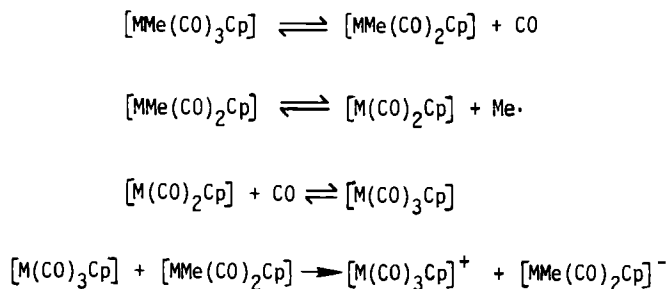 [MMe(CO)₃Cp] ⇌ [MMe(CO)₂Cp] + CO
[MMe(CO)₂Cp] ⇌ [M(CO)₂Cp] + Me·
[M(CO)₂Cp] + CO ⇌ [M(CO)₃Cp]
[M(CO)₃Cp] + [MMe(CO)₂Cp] → [M(CO)₃Cp]⁺ + [MMe(CO)₂Cp]⁻